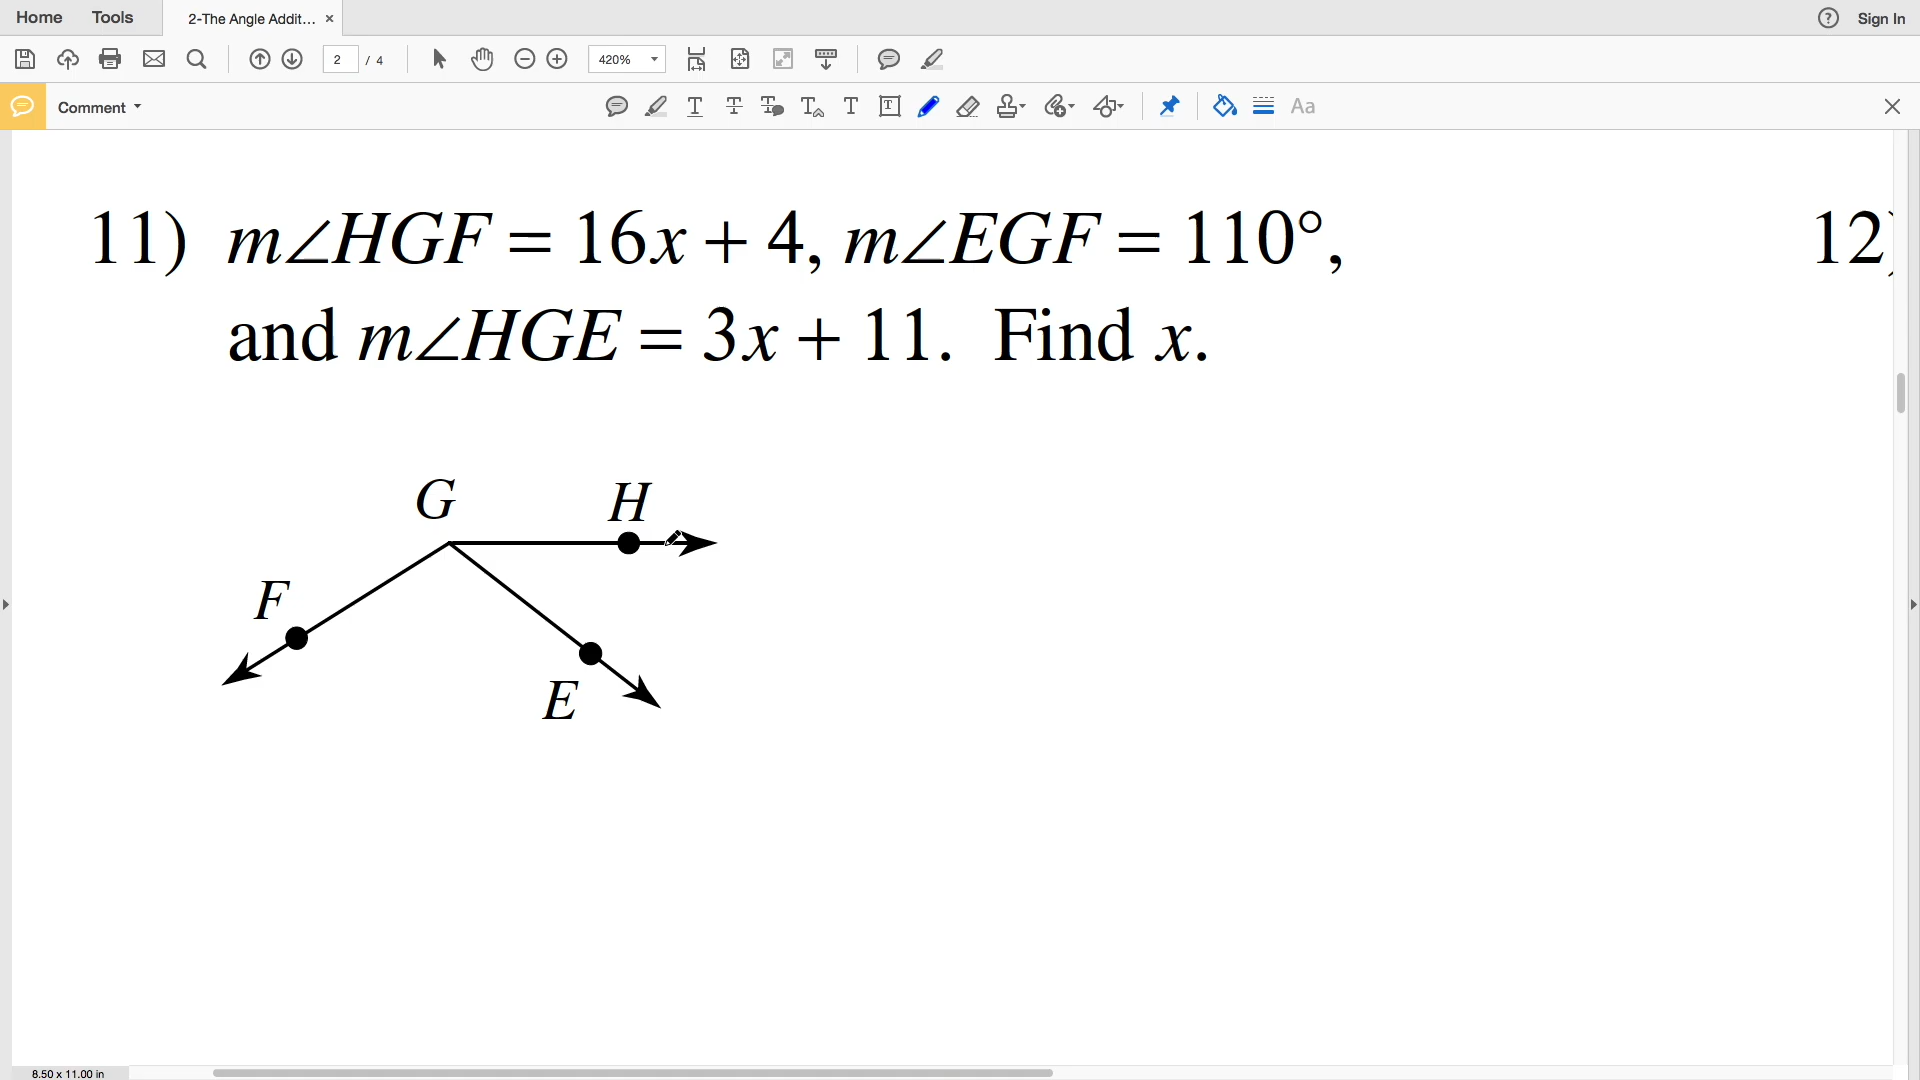 Home Tools 2-The Angle Addit... × ? Sign In
2 / 4 420%
Comment T T T T T T Aa
11) m∠HGF = 16x + 4, m∠EGF = 110°, 12)
and m∠HGE = 3x + 11. Find x.
G H
F
E
8.50 x 11.00 in